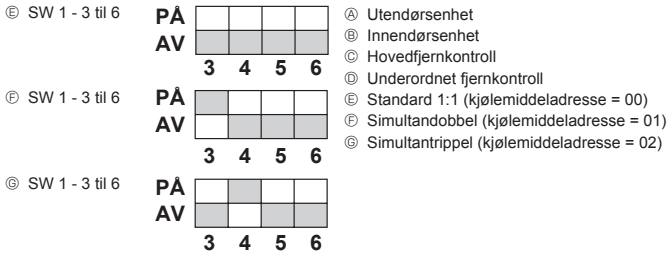 Ⓔ SW 1 - 3 til 6
PÅ
AV
3 4 5 6
Ⓕ SW 1 - 3 til 6
PÅ
AV
3 4 5 6
Ⓖ SW 1 - 3 til 6
PÅ
AV
3 4 5 6
Ⓐ Utendørsenhet
Ⓑ Innendørsenhet
Ⓒ Hovedfjernkontroll
Ⓓ Underordnet fjernkontroll
Ⓔ Standard 1:1 (kjølemiddeladresse = 00)
Ⓕ Simultandobbel (kjølemiddeladresse = 01)
Ⓖ Simultantrippel (kjølemiddeladresse = 02)